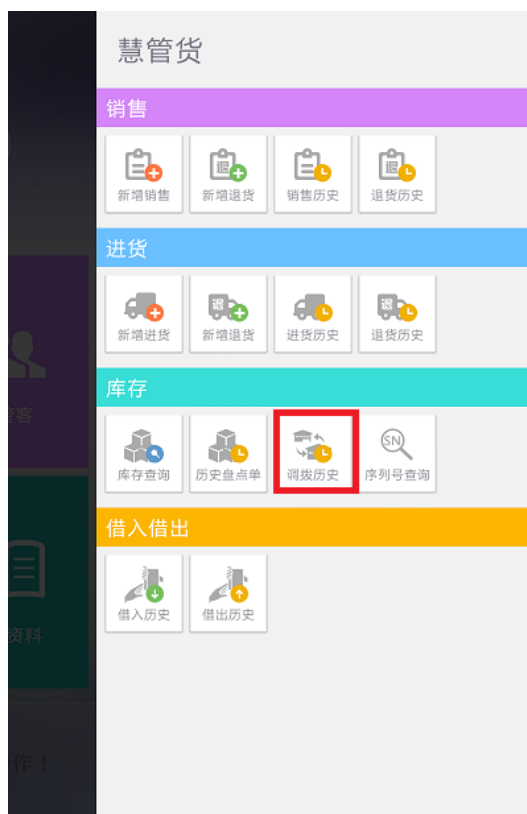 慧管货
销售
新增销售 新增退货 销售历史 退货历史
进货
新增进货 新增退货 进货历史 退货历史
库存
库存查询 历史盘点单 调拨历史 序列号查询
SN
借入借出
借入历史 借出历史
客
资料
作！